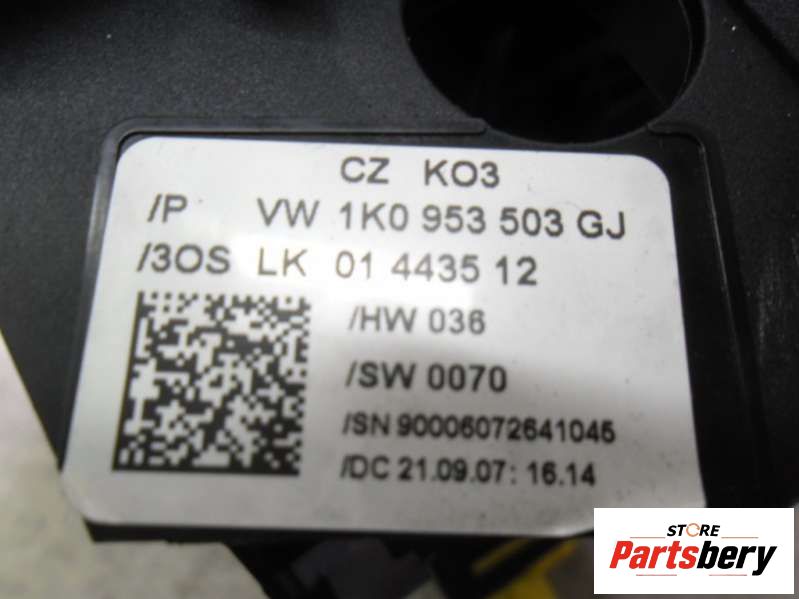 CZ KO3
/P VW 1K0 953 503 GJ
/3OS LK 01 4435 12
/HW 036
/SW 0070
/SN 90006072641045
/DC 21.09.07: 16.14
STORE
Partsbery